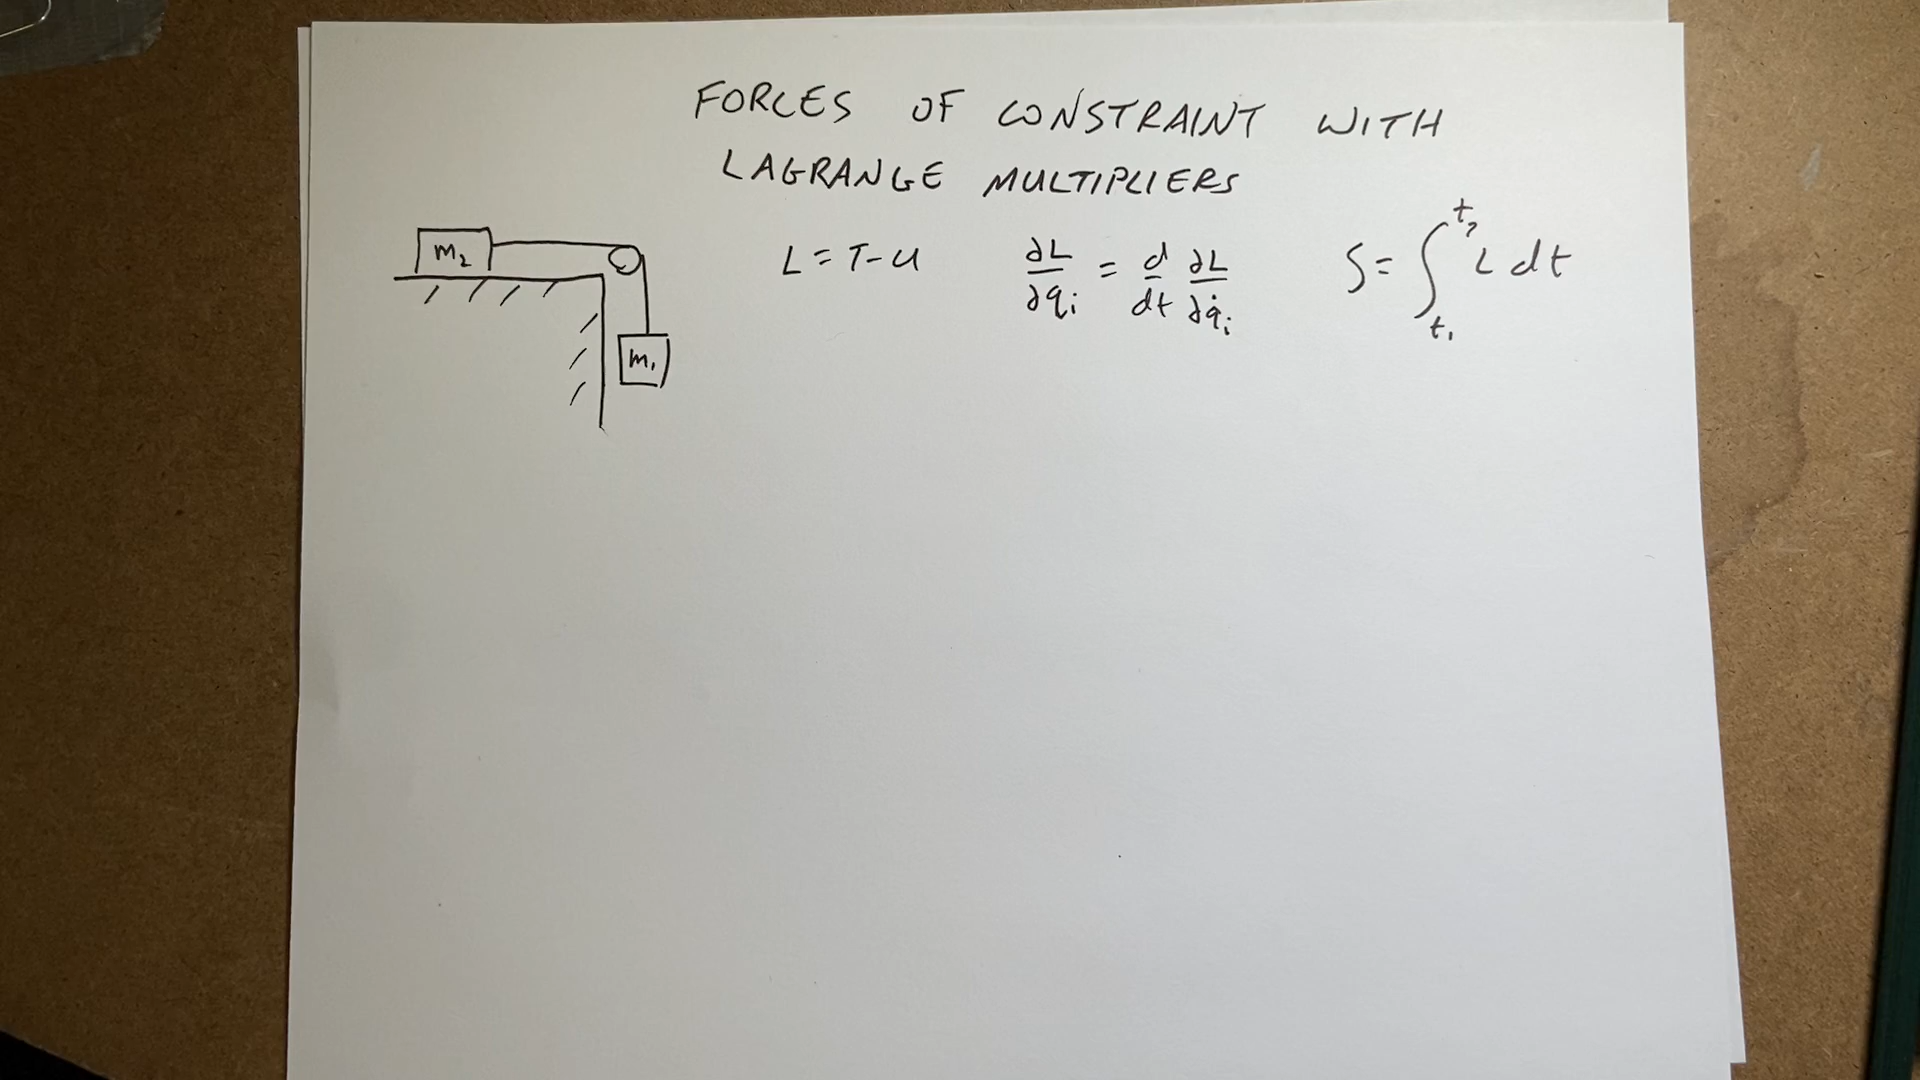 FORCES OF CONSTRAINT WITH
LAGRANGE MULTIPLIERS
m₂
m₁
L = T - U
∂L/∂qᵢ = d/dt ∂L/∂q̇ᵢ
S = ∫_{t₁}^{t₂} L dt